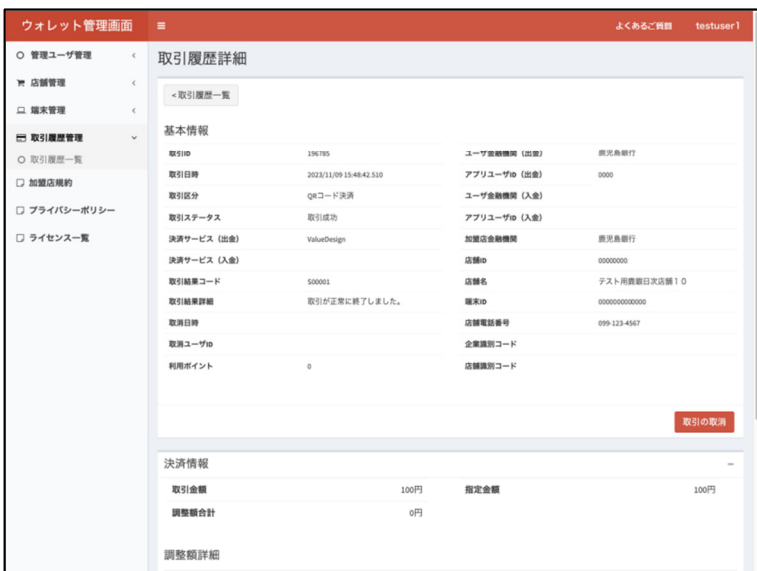 ウォレット管理画面
よくあるご質問 testuser1
管理ユーザ管理
店舗管理
端末管理
取引履歴管理
取引履歴一覧
加盟店規約
プライバシーポリシー
ライセンス一覧
取引履歴詳細
<取引履歴一覧
基本情報
取引ID 196785 ユーザ金融機関（出金） 鹿児島銀行
取引日時 2023/11/09 15:48:42.510 アプリユーザID（出金） 0000
取引区分 QRコード決済 ユーザ金融機関（入金）
取引ステータス 取引成功 アプリユーザID（入金）
決済サービス（出金） ValueDesign 加盟店金融機関 鹿児島銀行
決済サービス（入金） 店舗ID 00000000
取引結果コード S00001 店舗名 テスト用鹿銀日次店舗１０
取引結果詳細 取引が正常に終了しました。 端末ID 0000000000000
取消日時 店舗電話番号 099-123-4567
取消ユーザID 企業識別コード
利用ポイント 0 店舗識別コード
取引の取消
決済情報
取引金額 100円 指定金額 100円
調整額合計 0円
調整額詳細